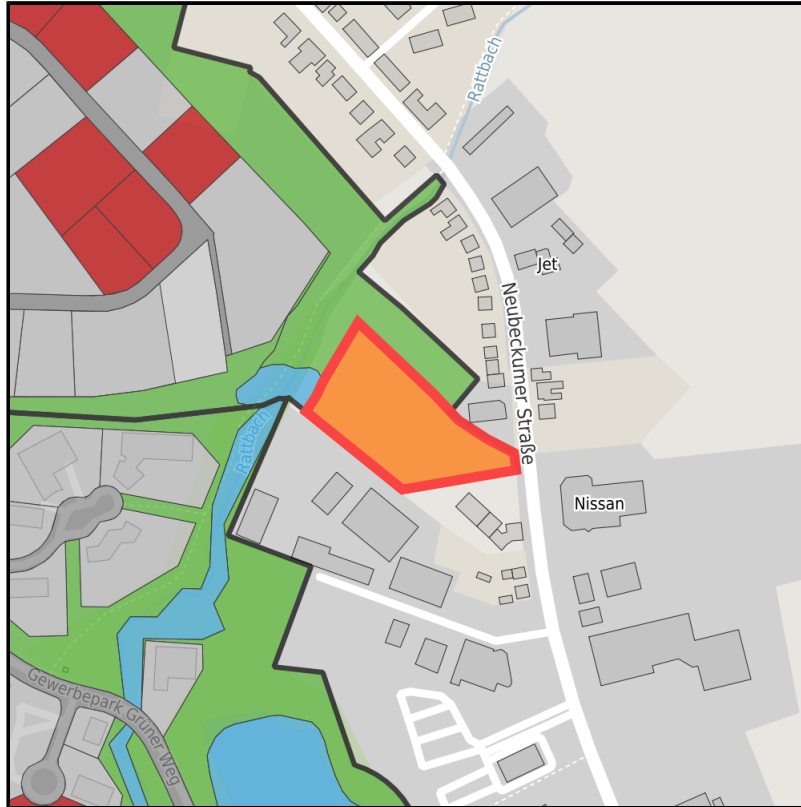 Rattbach
Jet
Neubeckumer Straße
Rattbach
Nissan
Gewerbepark Grüner Weg